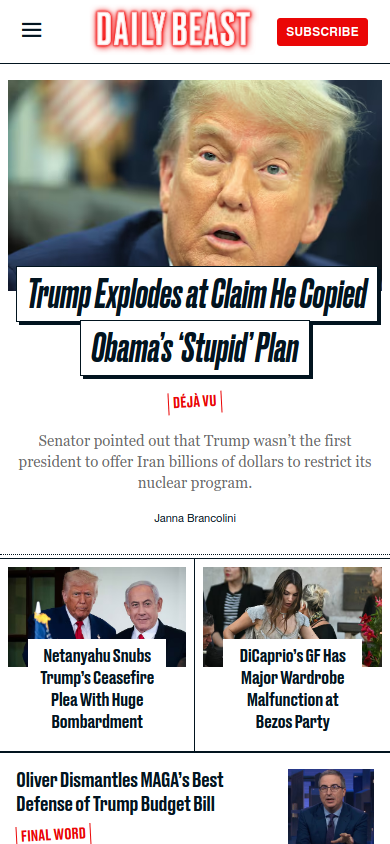 DAILY BEAST
SUBSCRIBE
Trump Explodes at Claim He Copied
Obama's ‘Stupid’ Plan
DÉJÀ VU
Senator pointed out that Trump wasn’t the first
president to offer Iran billions of dollars to restrict its
nuclear program.
Janna Brancolini
Netanyahu Snubs
Trump’s Ceasefire
Plea With Huge
Bombardment
DiCaprio’s GF Has
Major Wardrobe
Malfunction at
Bezos Party
Oliver Dismantles MAGA’s Best
Defense of Trump Budget Bill
FINAL WORD